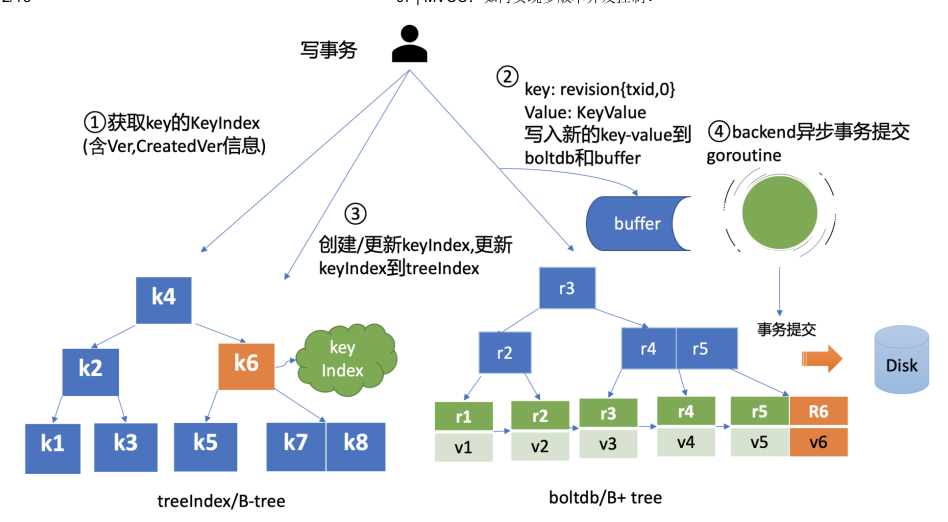 写事务
①获取key的KeyIndex
(含Ver,CreatedVer信息)
②
key: revision{txid,0}
Value: KeyValue
写入新的key-value到
boltdb和buffer
④backend异步事务提交
goroutine
③
创建/更新keyIndex,更新
keyIndex到treeIndex
buffer
事务提交
Disk
k4
k2
k6
key
Index
k1
k3
k5
k7
k8
treeIndex/B-tree
r3
r2
r4
r5
r1
r2
r3
r4
r5
R6
v1
v2
v3
v4
v5
v6
boltdb/B+ tree